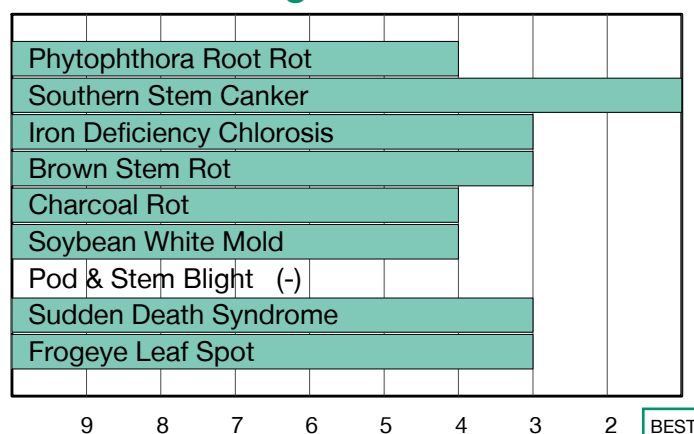 Phytophthora Root Rot
Southern Stem Canker
Iron Deficiency Chlorosis
Brown Stem Rot
Charcoal Rot
Soybean White Mold
Pod & Stem Blight (-)
Sudden Death Syndrome
Frogeye Leaf Spot
9 8 7 6 5 4 3 2 BEST